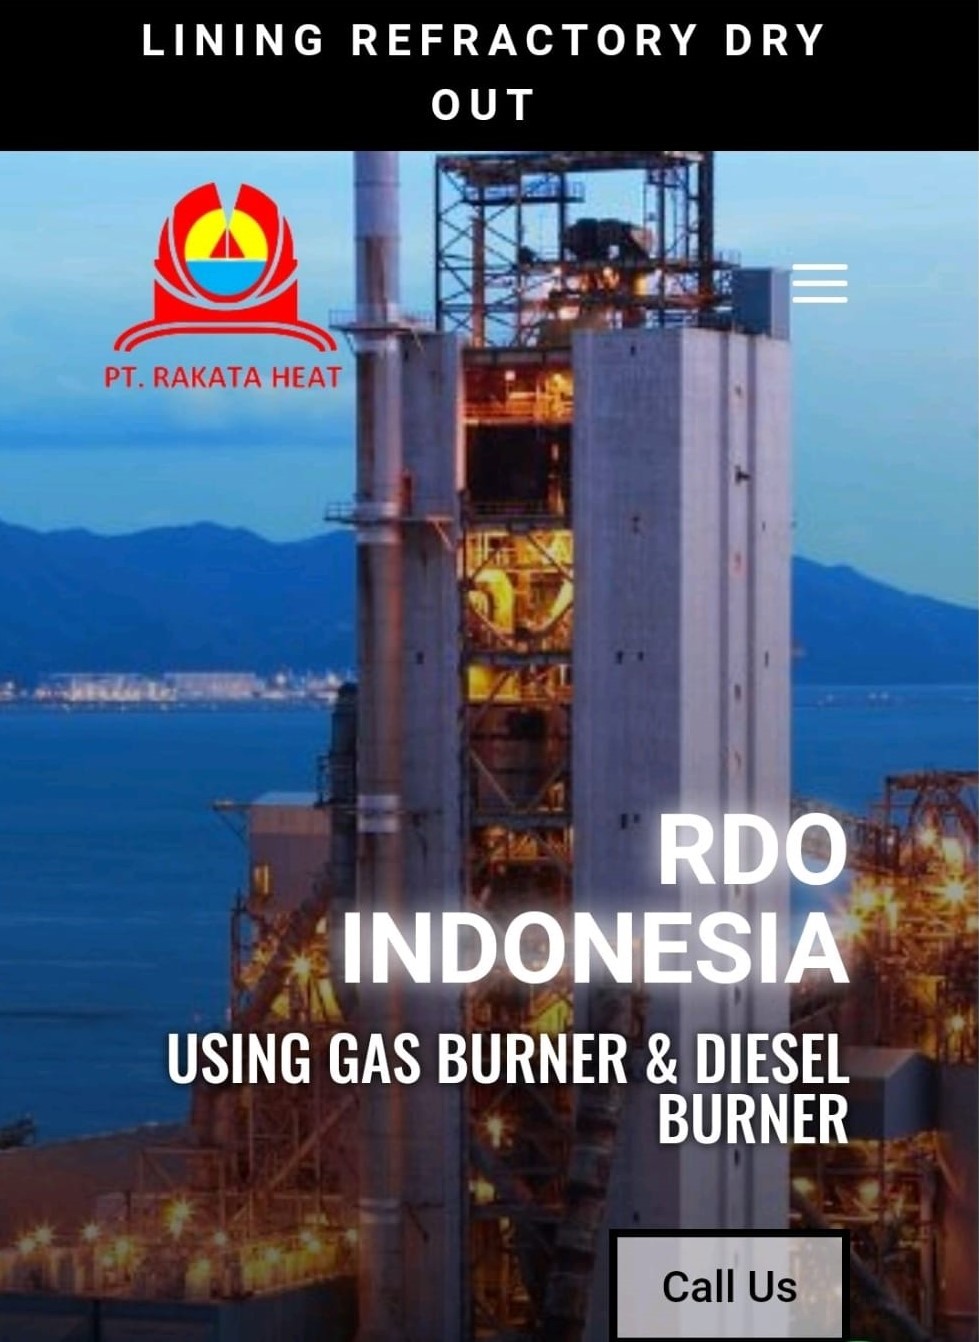 LINING REFRACTORY DRY
OUT
PT. RAKATA HEAT
RDO
INDONESIA
USING GAS BURNER & DIESEL
BURNER
Call Us